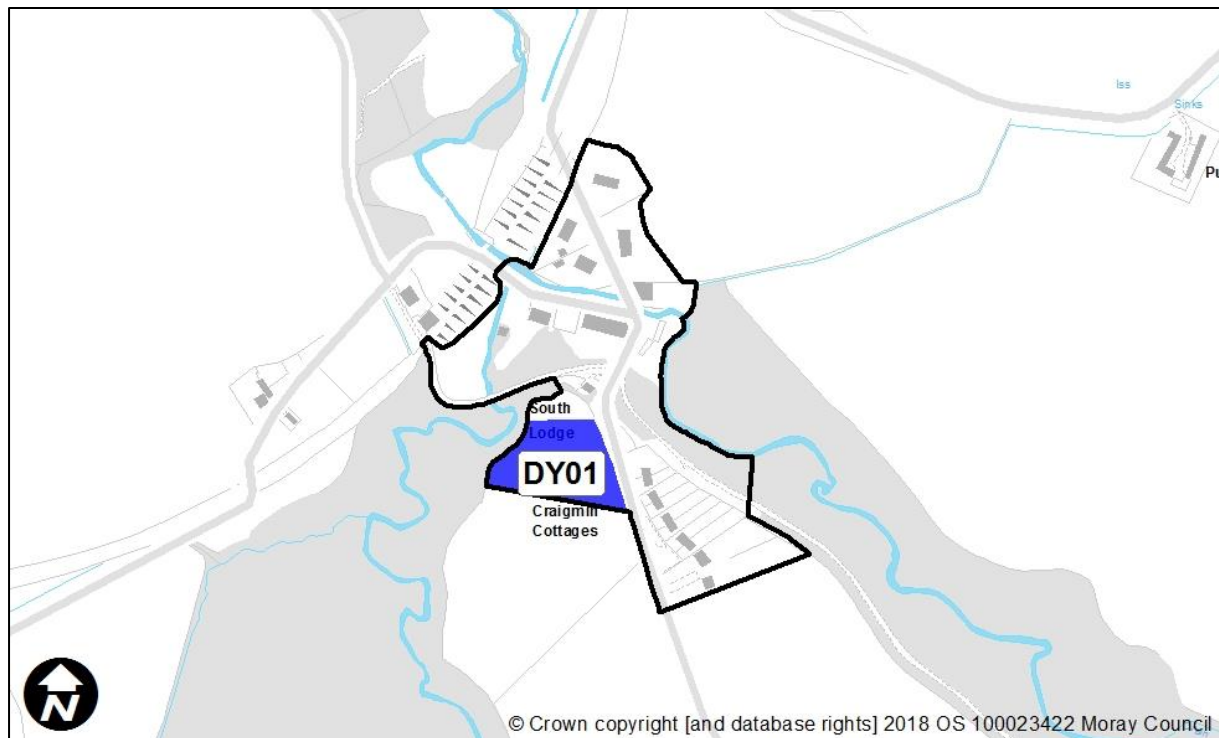 Iss
Sinks
Pu
South
Lodge
DY01
Craigmill
Cottages
N
© Crown copyright [and database rights] 2018 OS 100023422 Moray Council